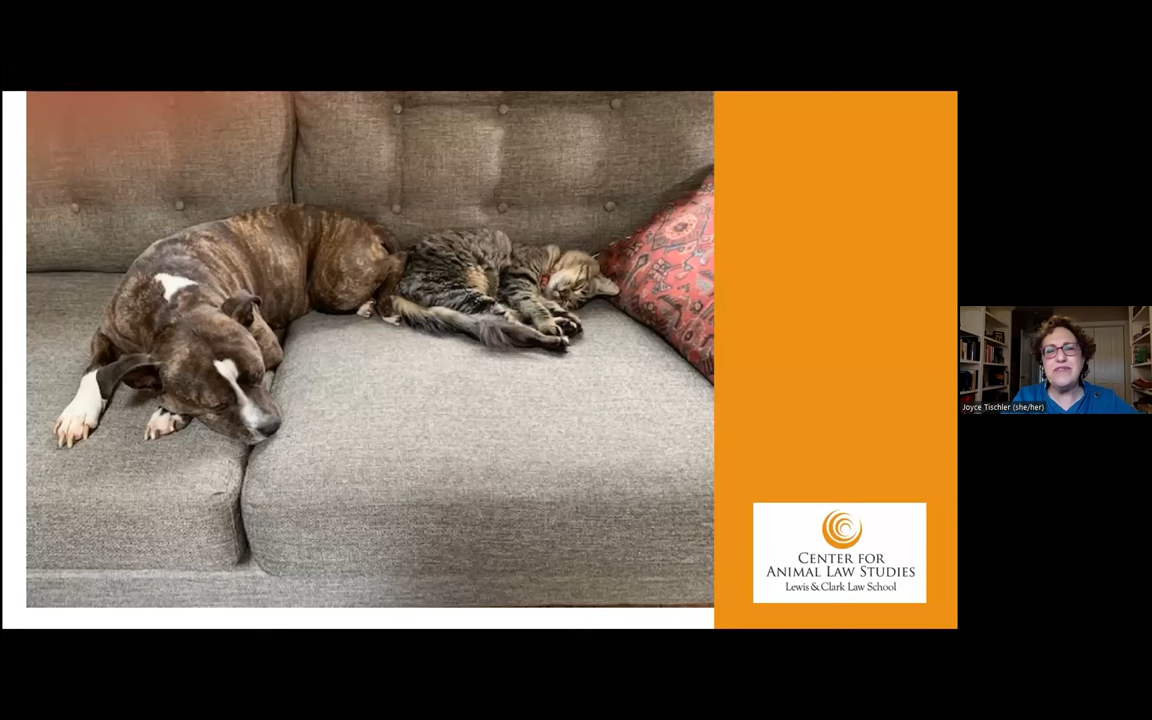 Joyce Tischler (she/her)
CENTER FOR
ANIMAL LAW STUDIES
Lewis & Clark Law School